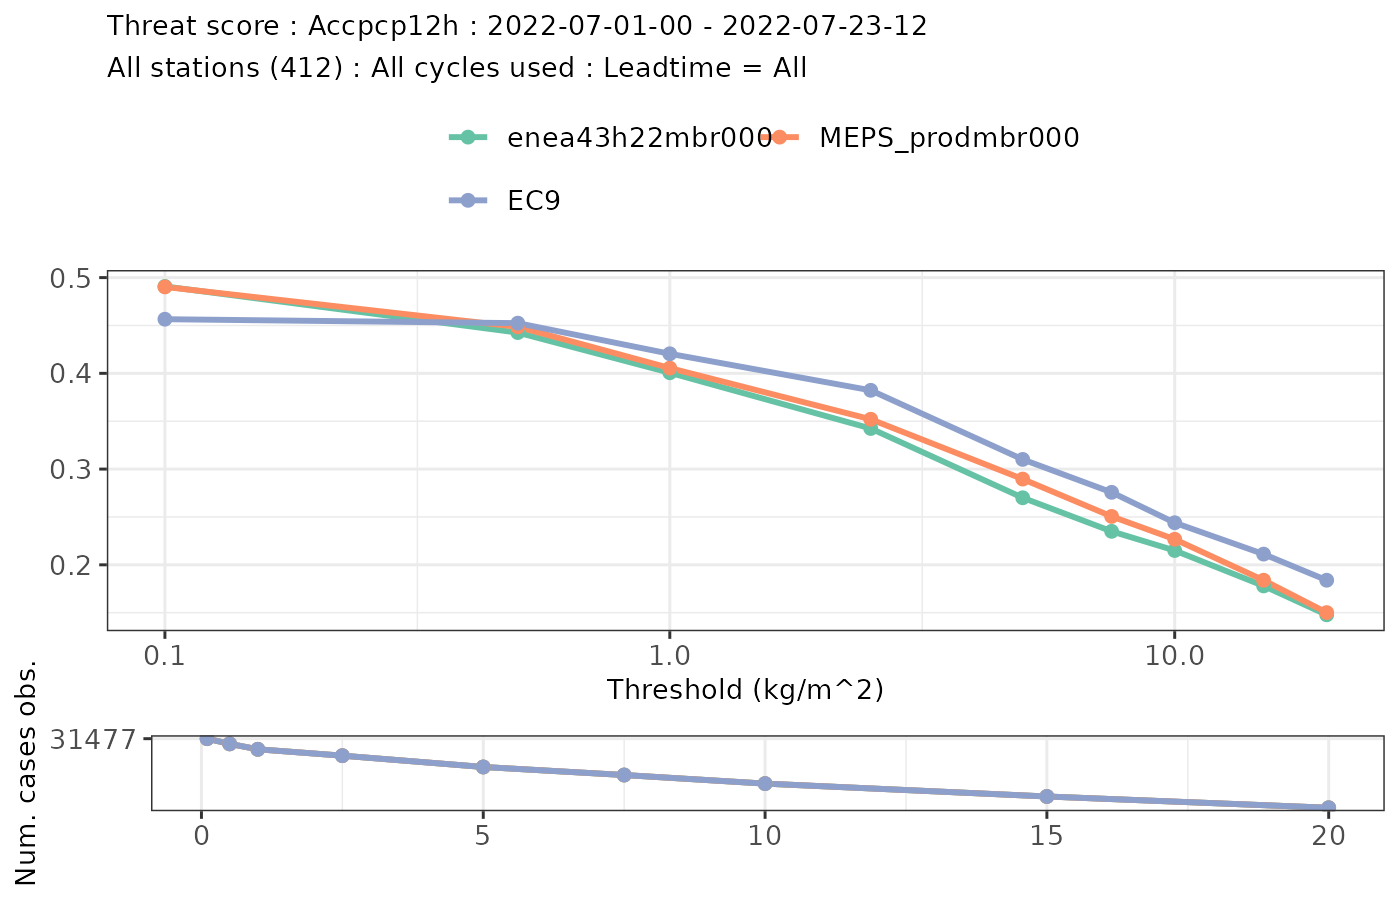 Threat score : Accpcp12h : 2022-07-01-00 - 2022-07-23-12
All stations (412) : All cycles used : Leadtime = All
enea43h22mbr000 MEPS_prodmbr000
EC9
0.5
0.4
0.3
0.2
0.1 1.0 10.0
Threshold (kg/m^2)
Num. cases obs.
31477
0 5 10 15 20